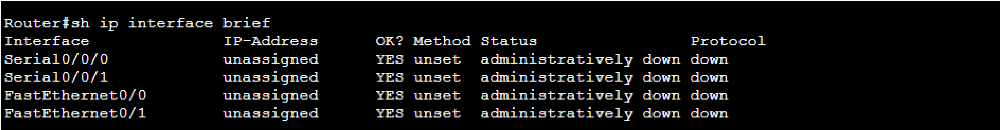 Router#sh ip interface brief
Interface IP-Address OK? Method Status Protocol
Serial0/0/0 unassigned YES unset administratively down down
Serial0/0/1 unassigned YES unset administratively down down
FastEthernet0/0 unassigned YES unset administratively down down
FastEthernet0/1 unassigned YES unset administratively down down